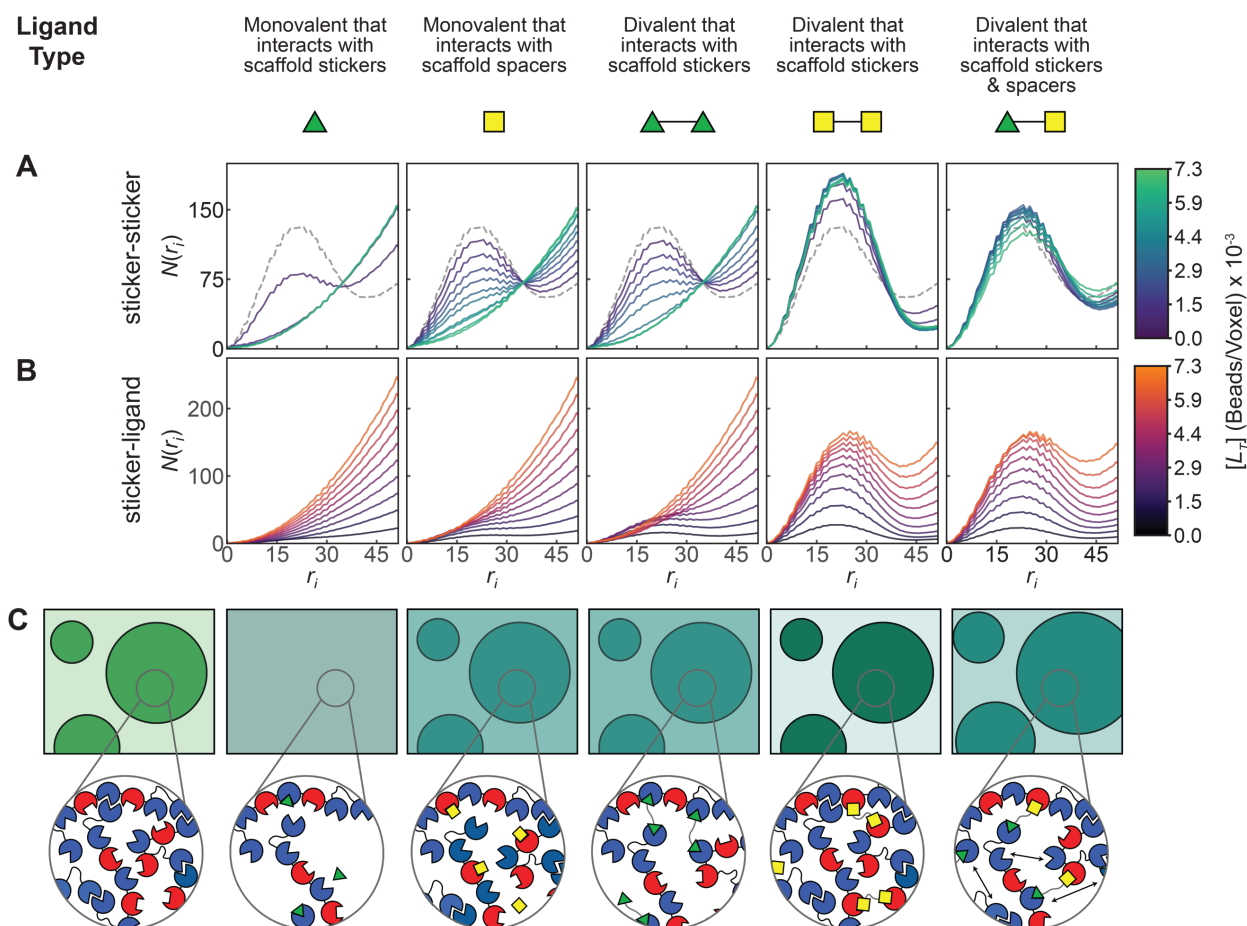 Ligand
Type
Monovalent that
interacts with
scaffold stickers
Monovalent that
interacts with
scaffold spacers
Divalent that
interacts with
scaffold stickers
Divalent that
interacts with
scaffold stickers
Divalent that
interacts with
scaffold stickers
& spacers
A
sticker-sticker
N(rᵢ)
150
75
0
7.3
5.9
4.4
2.9
1.5
0.0
B
sticker-ligand
N(rᵢ)
200
100
0
0 15 30 45
rᵢ
0 15 30 45
rᵢ
0 15 30 45
rᵢ
0 15 30 45
rᵢ
0 15 30 45
rᵢ
7.3
5.9
4.4
2.9
1.5
0.0
[L_T] (Beads/Voxel) x 10⁻³
C